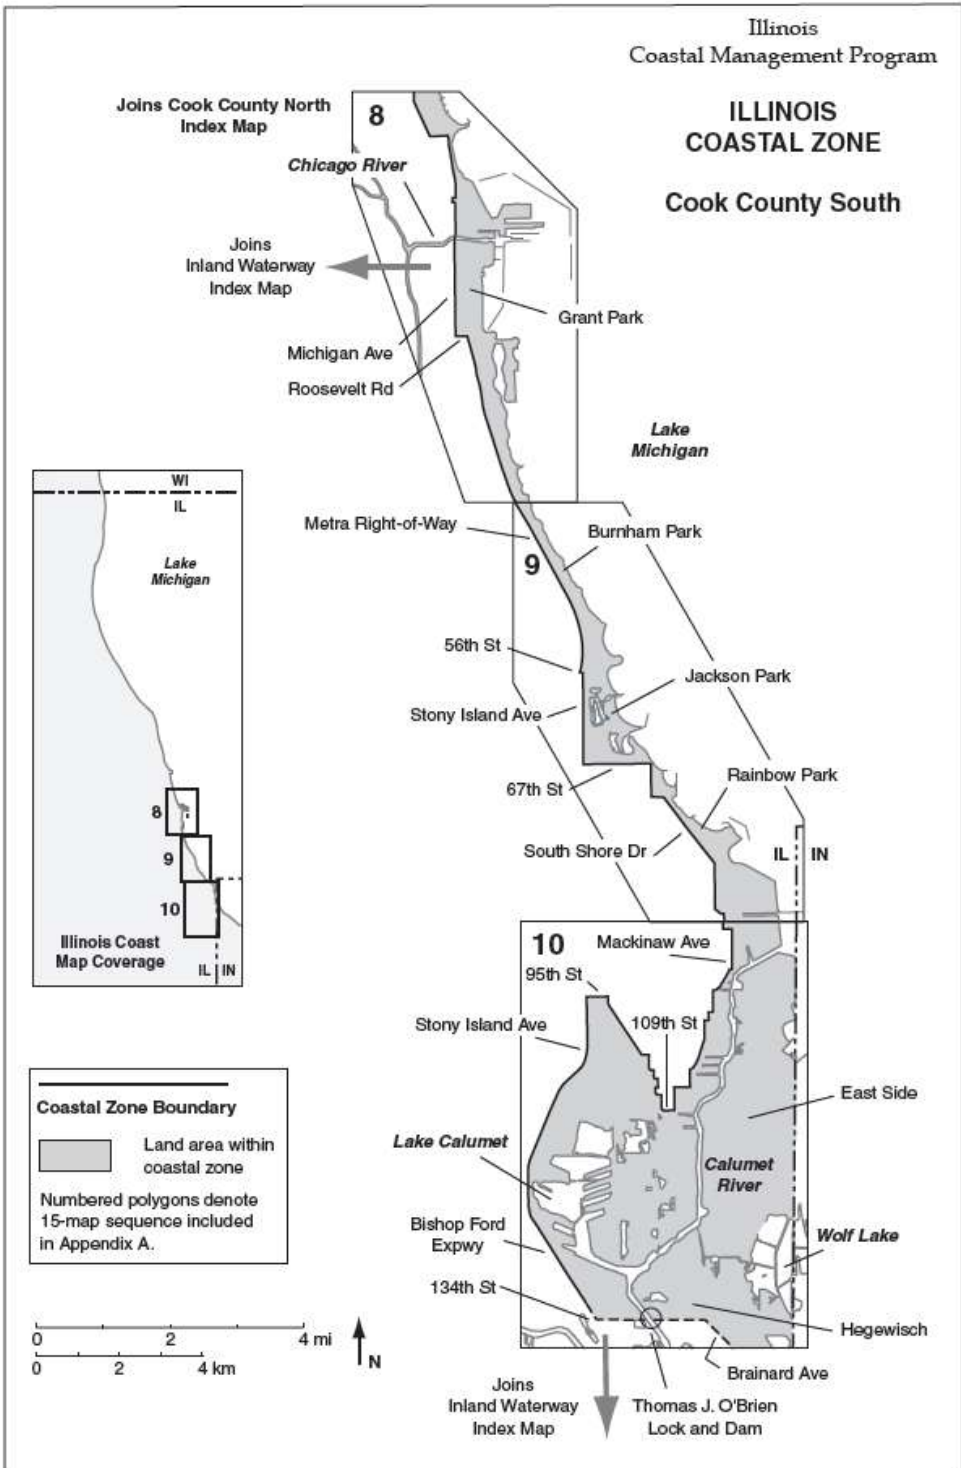 Illinois
Coastal Management Program
ILLINOIS
COASTAL ZONE
Cook County South
Joins Cook County North
Index Map
8
Chicago River
Joins
Inland Waterway
Index Map
Grant Park
Michigan Ave
Roosevelt Rd
Lake
Michigan
Metra Right-of-Way
Burnham Park
9
56th St
Jackson Park
Stony Island Ave
Rainbow Park
67th St
South Shore Dr
IL
IN
10
Mackinaw Ave
95th St
Stony Island Ave
109th St
East Side
Lake Calumet
Calumet
River
Bishop Ford
Expwy
Wolf Lake
134th St
Hegewisch
Brainard Ave
Joins
Inland Waterway
Index Map
Thomas J. O'Brien
Lock and Dam
WI
IL
Lake
Michigan
8
9
10
Illinois Coast
Map Coverage
IL
IN
Coastal Zone Boundary
Land area within
coastal zone
Numbered polygons denote
15-map sequence included
in Appendix A.
0 2 4 mi
0 2 4 km
N